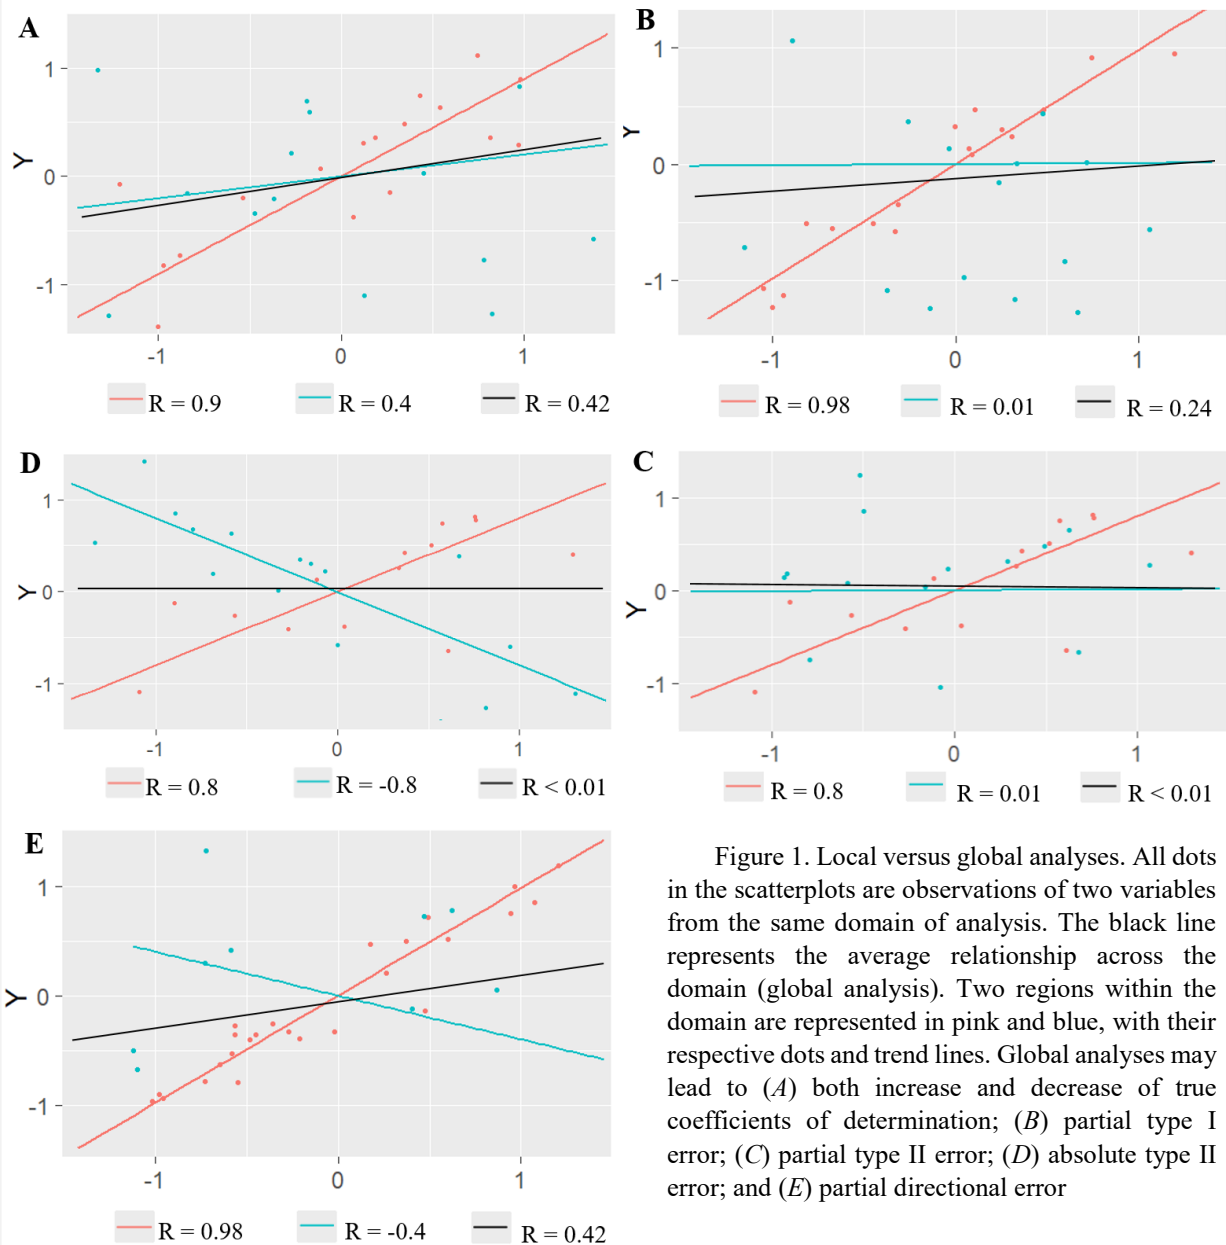 A
Y
1
0
-1
-1
0
1
R = 0.9
R = 0.4
R = 0.42
B
Y
1
0
-1
-1
0
1
R = 0.98
R = 0.01
R = 0.24
D
Y
1
0
-1
-1
0
1
R = 0.8
R = -0.8
R < 0.01
C
Y
1
0
-1
-1
0
1
R = 0.8
R = 0.01
R < 0.01
E
Y
1
0
-1
-1
0
1
R = 0.98
R = -0.4
R = 0.42
Figure 1. Local versus global analyses. All dots
in the scatterplots are observations of two variables
from the same domain of analysis. The black line
represents the average relationship across the
domain (global analysis). Two regions within the
domain are represented in pink and blue, with their
respective dots and trend lines. Global analyses may
lead to (A) both increase and decrease of true
coefficients of determination; (B) partial type I
error; (C) partial type II error; (D) absolute type II
error; and (E) partial directional error